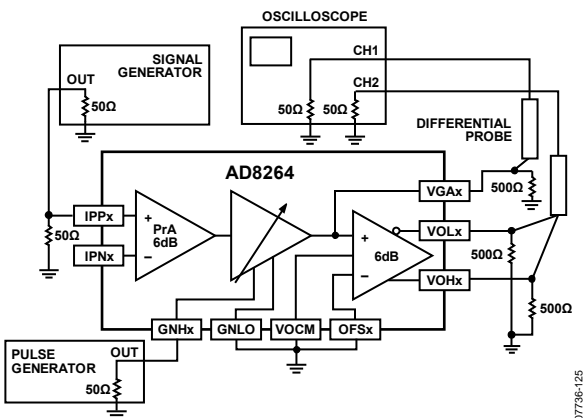 OSCILLOSCOPE
SIGNAL
GENERATOR
OUT
50Ω
CH1
CH2
50Ω
50Ω
DIFFERENTIAL
PROBE
AD8264
VGAx
500Ω
IPPx
+
PrA
6dB
–
50Ω
IPNx
+
6dB
–
VOLx
500Ω
VOHx
500Ω
GNHx
GNLO
VOCM
OFSx
PULSE
GENERATOR
OUT
50Ω
07736-125